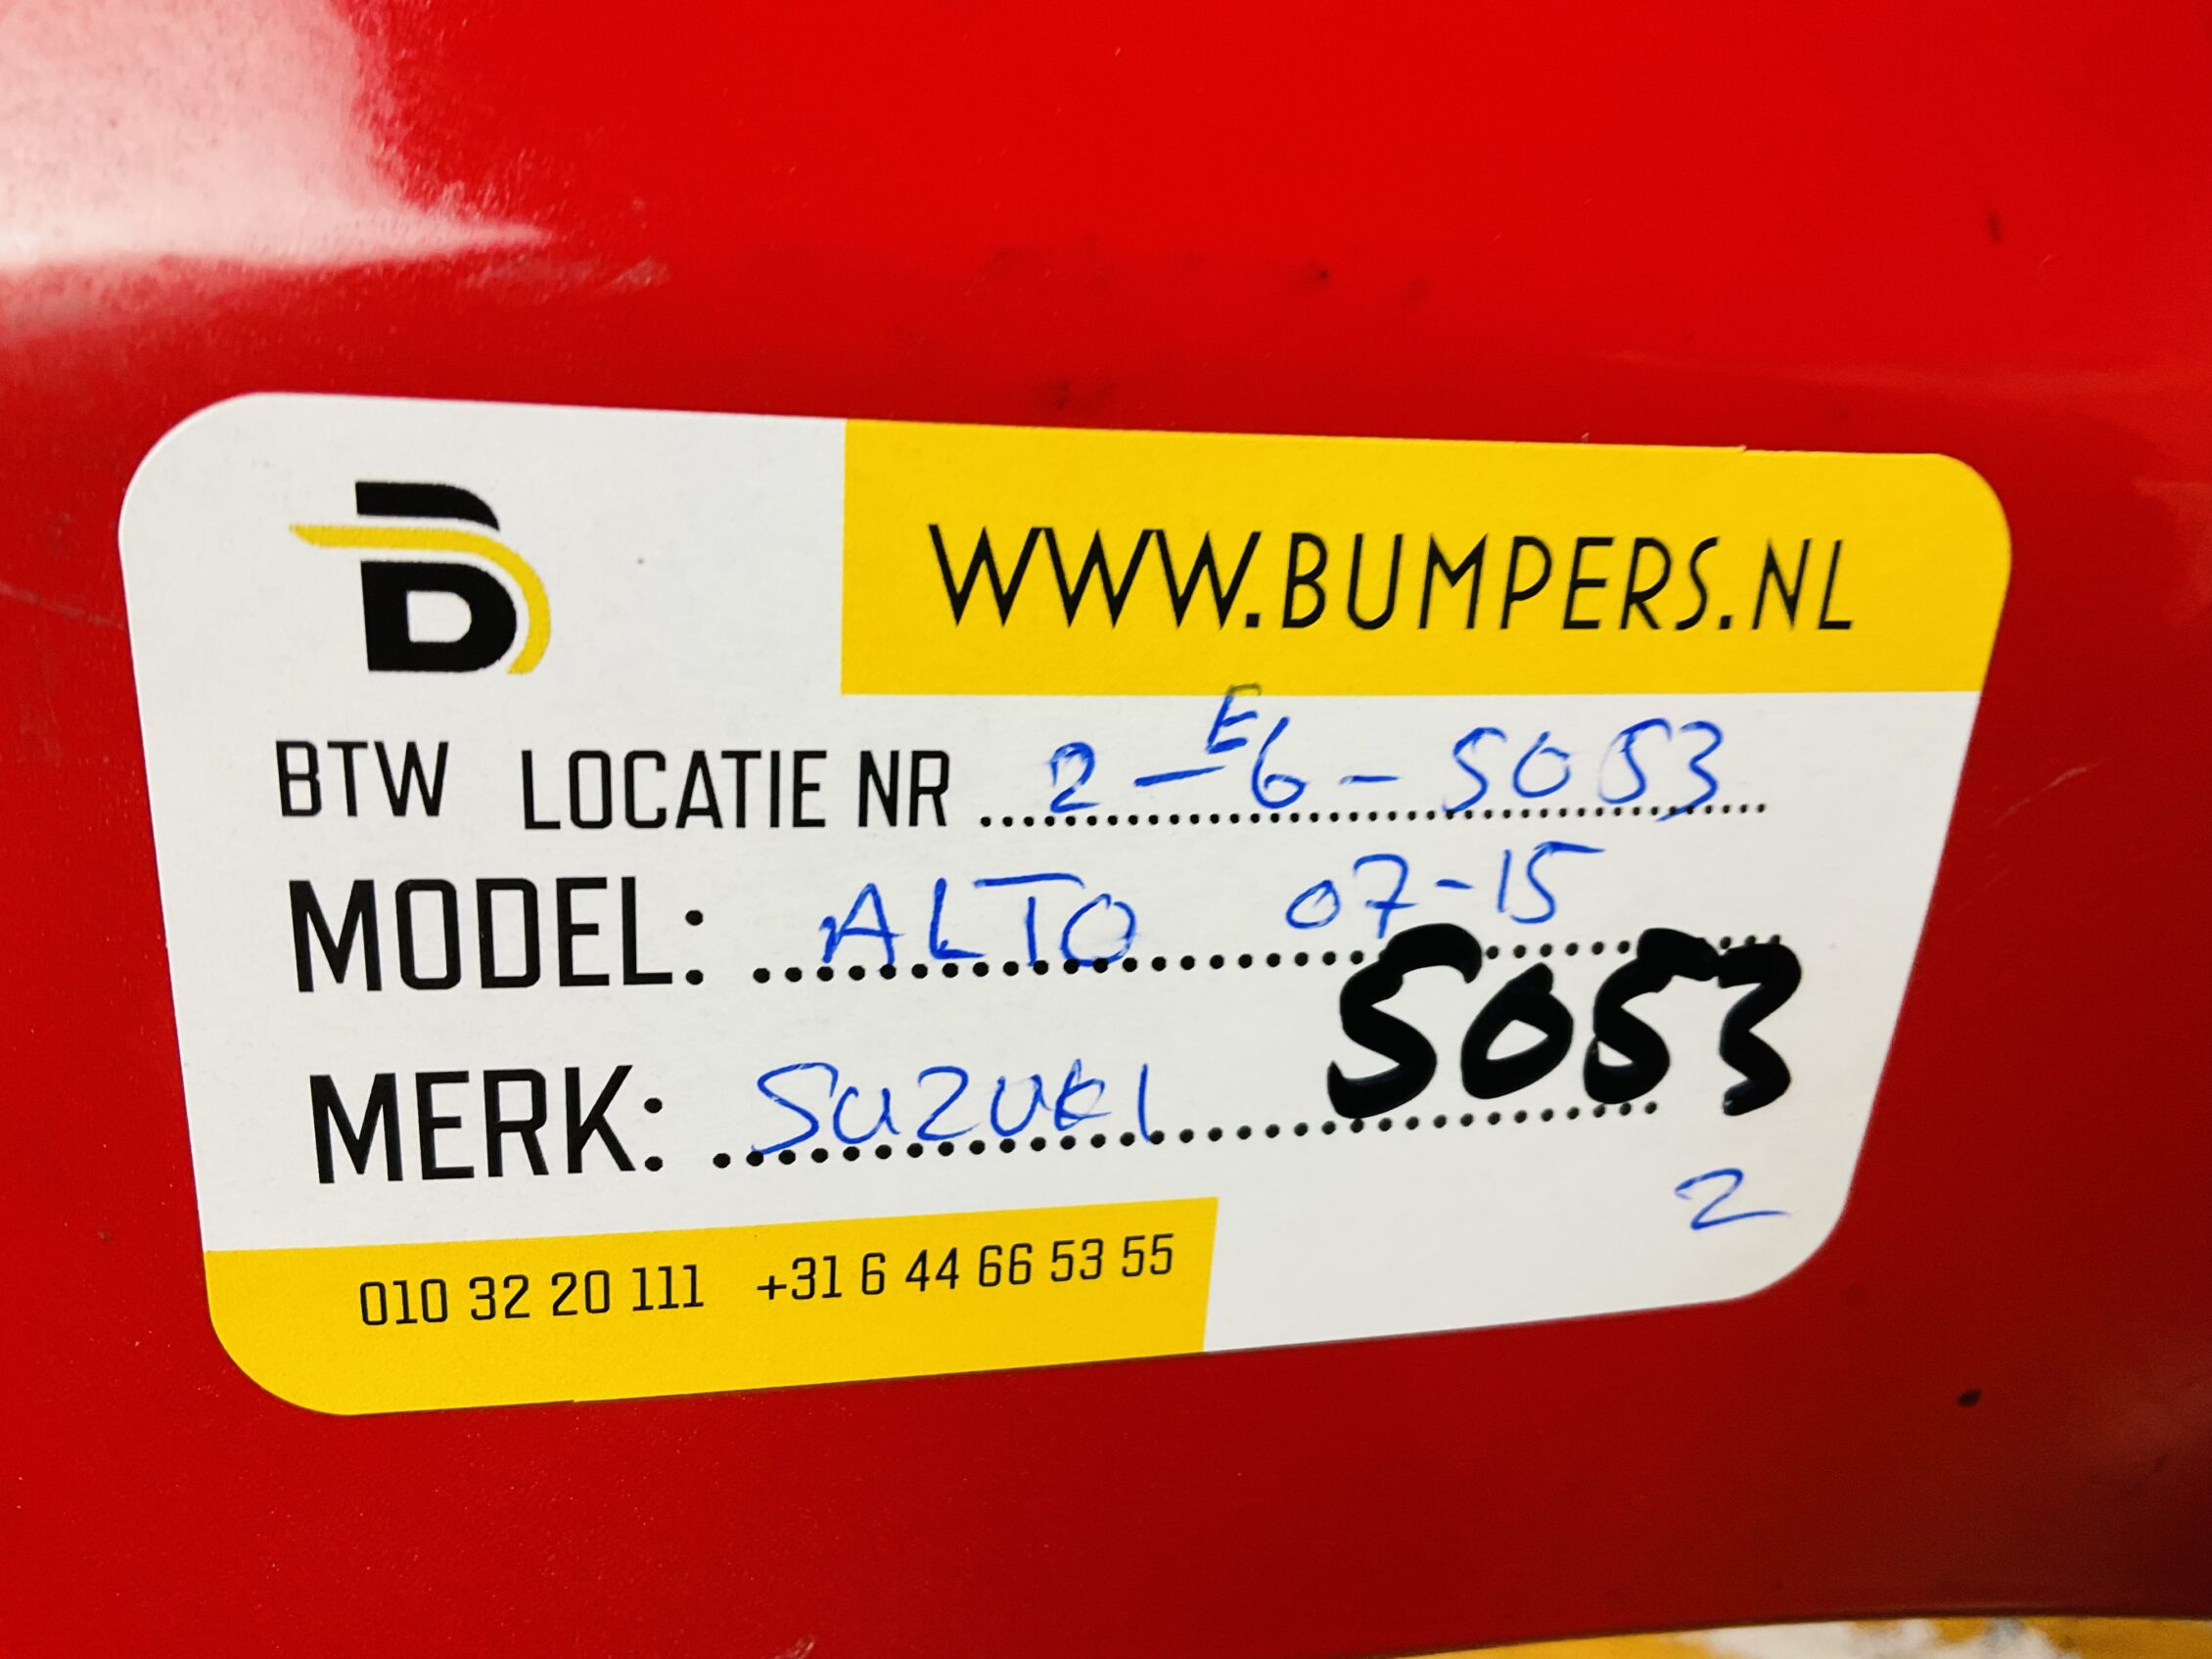 B
WWW.BUMPERS.NL
BTW LOCATIE NR 2-E6-5053
MODEL: ALTO 07-15
5053
MERK: SUZUKI
2
010 32 20 111 +31 6 44 66 53 55